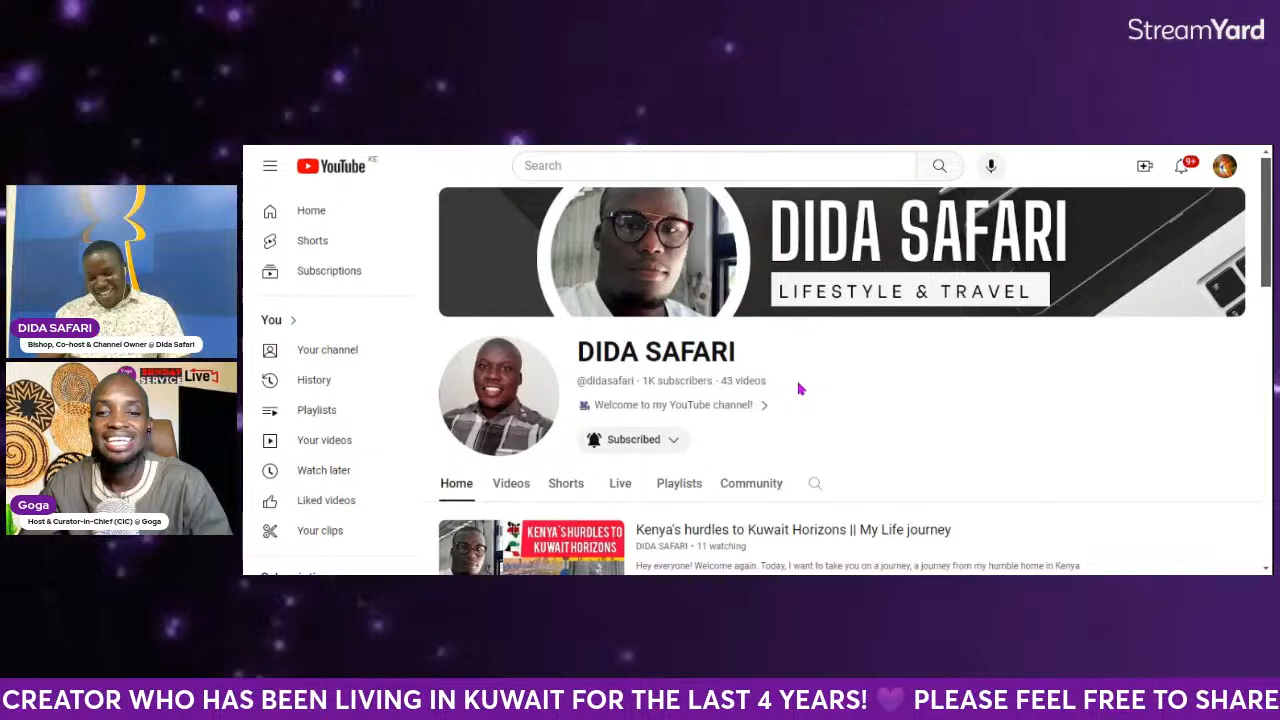 StreamYard
YouTube KE
Search
9+
Home
Shorts
Subscriptions
You
Your channel
History
Playlists
Your videos
Watch later
Liked videos
Your clips
DIDA SAFARI
LIFESTYLE & TRAVEL
DIDA SAFARI
@didasafari · 1K subscribers · 43 videos
Welcome to my YouTube channel!
Subscribed
Home Videos Shorts Live Playlists Community
KENYA'S HURDLES TO
KUWAIT HORIZONS
Kenya's hurdles to Kuwait Horizons || My Life journey
DIDA SAFARI • 11 watching
Hey everyone! Welcome again. Today, I want to take you on a journey, a journey from my humble home in Kenya
DIDA SAFARI
Bishop, Co-host & Channel Owner @ Dida Safari
SUNDAY
SERVICE Live
Goga
Host & Curator-in-Chief (CIC) @ Goga
CREATOR WHO HAS BEEN LIVING IN KUWAIT FOR THE LAST 4 YEARS! 💜 PLEASE FEEL FREE TO SHARE